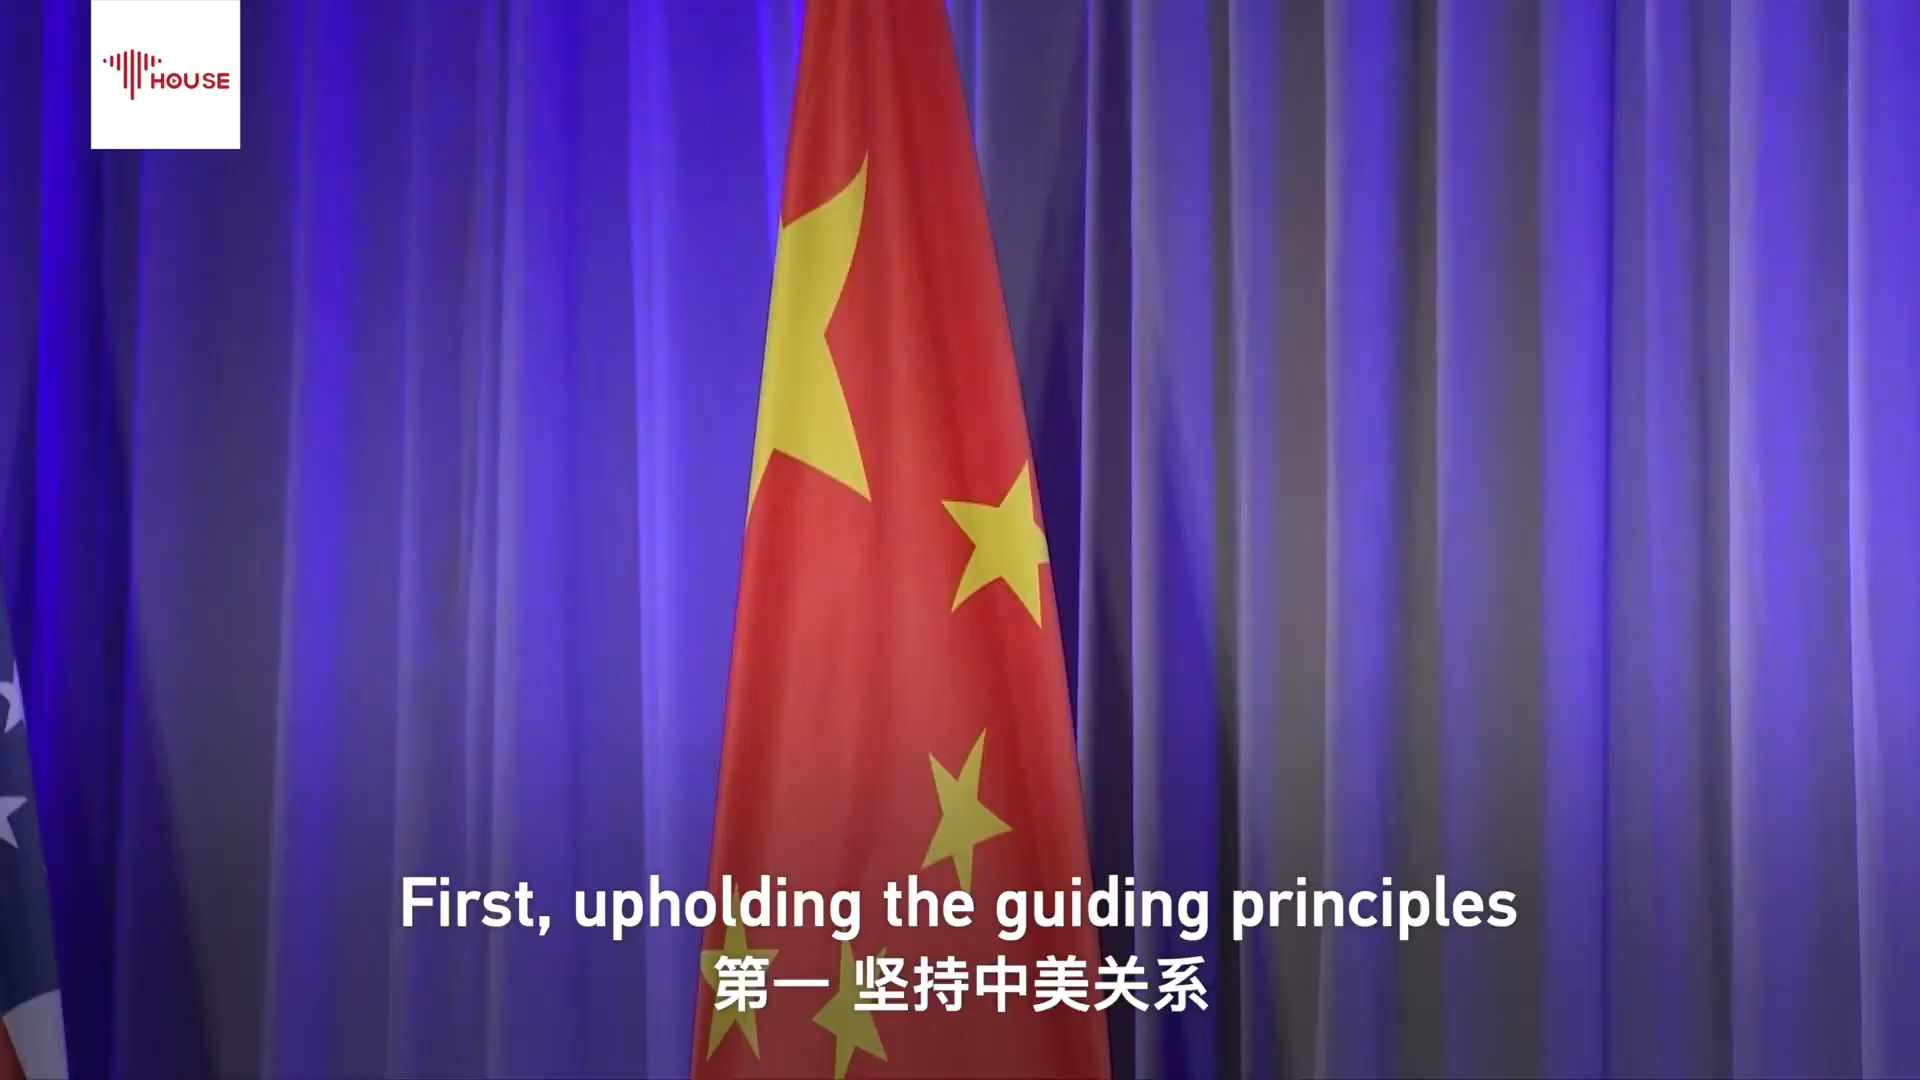 HOUSE
First, upholding the guiding principles
第一 坚持中美关系